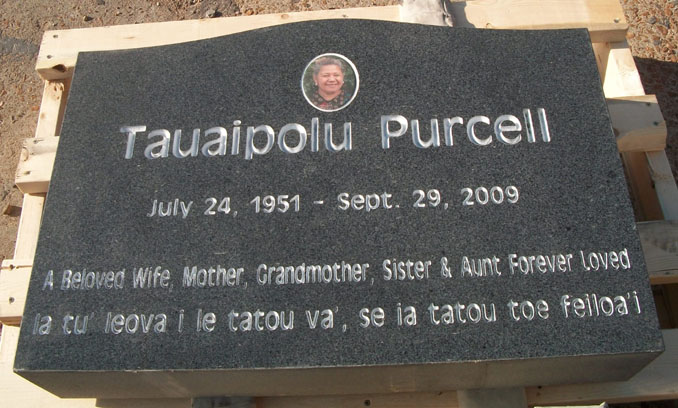 Tauaipolu Purcell
July 24, 1951 - Sept. 29, 2009
A Beloved Wife, Mother, Grandmother, Sister & Aunt Forever Loved
Ia tu' Ieova i le tatou va', se ia tatou toe feiloa'i